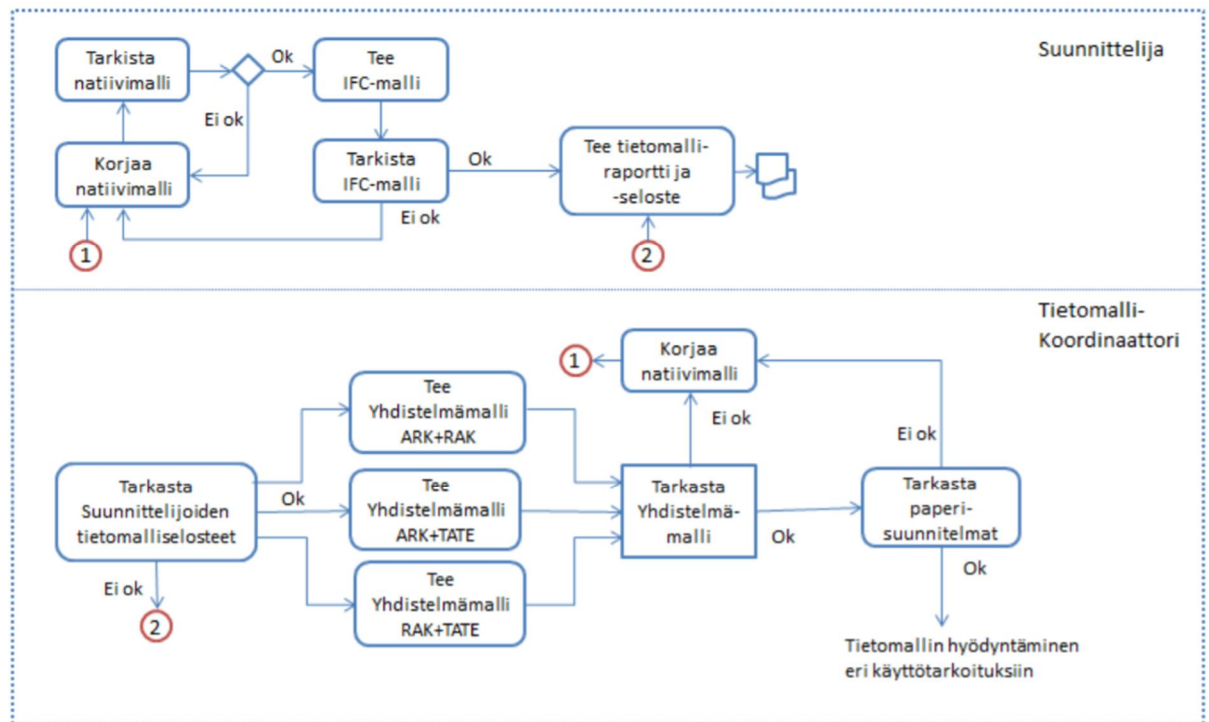 Suunnittelija
Tarkista
natiivimalli
Ok
Tee
IFC-malli
Ei ok
Korjaa
natiivimalli
Tarkista
IFC-malli
Ok
Tee tietomalli-
raportti ja
-seloste
Ei ok
1
2
Tietomalli-
Koordinaattori
1
Korjaa
natiivimalli
Tee
Yhdistelmämalli
ARK+RAK
Ei ok
Ei ok
Tarkasta
Suunnittelijoiden
tietomalliselosteet
Ok
Tee
Yhdistelmämalli
ARK+TATE
Tarkasta
Yhdistelmä-
malli
Ok
Tarkasta
paperi-
suunnitelmat
Ei ok
2
Tee
Yhdistelmämalli
RAK+TATE
Ok
Tietomallin hyödyntäminen
eri käyttötarkoituksiin